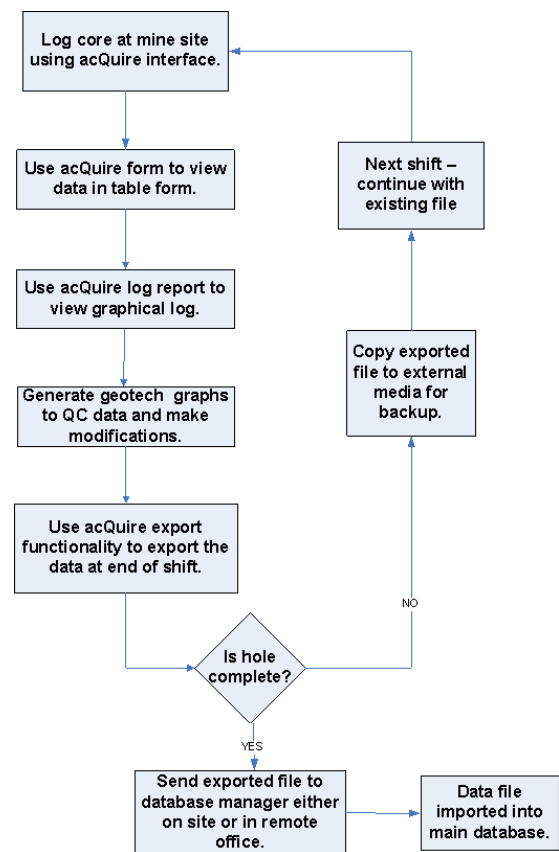 Log core at mine site
using acQuire interface.
Use acQuire form to view
data in table form.
Use acQuire log report to
view graphical log.
Generate geotech graphs
to QC data and make
modifications.
Use acQuire export
functionality to export the
data at end of shift.
Is hole
complete?
NO
Copy exported
file to external
media for
backup.
Next shift –
continue with
existing file
YES
Send exported file to
database manager either
on site or in remote
office.
Data file
imported into
main database.